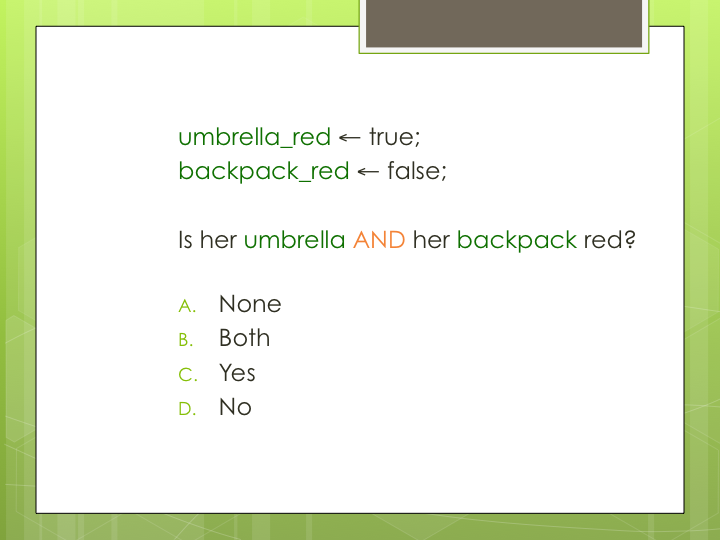 umbrella_red ← true;
backpack_red ← false;
Is her umbrella AND her backpack red?
A. None
B. Both
C. Yes
D. No